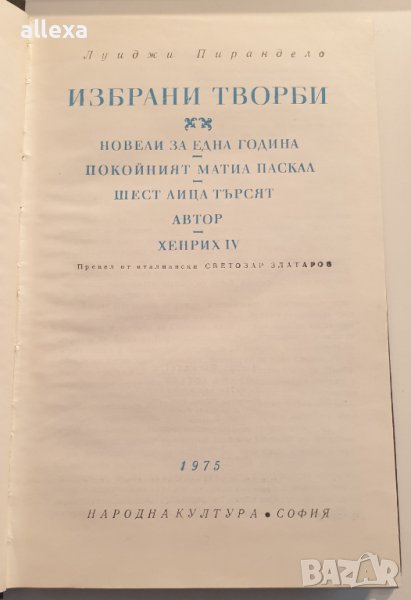 allexa
Луиджи Пирандело
ИЗБРАНИ ТВОРБИ
НОВЕЛИ ЗА ЕДНА ГОДИНА
ПОКОЙНИЯТ МАТИА ПАСКАЛ
ШЕСТ ЛИЦА ТЪРСЯТ
АВТОР
ХЕНРИХ IV
Превел от италиански СВЕТОЗАР ЗЛАТАРОВ
1975
НАРОДНА КУЛТУРА • СОФИЯ
BAZAR